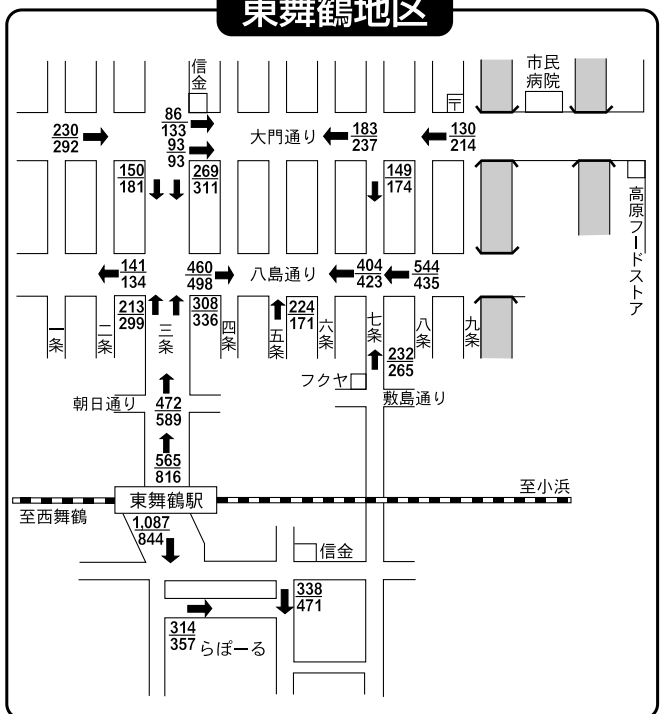 東舞鶴地区
信金
市民
病院
〒
86
133
230
292
大門通り
183
237
130
214
93
93
150
181
269
311
149
174
高原フードストア
141
134
460
498
八島通り
404
423
544
435
213
299
308
336
224
171
一条
二条
三条
四条
五条
六条
七条
八条
九条
232
265
フクヤ
朝日通り
472
589
敷島通り
565
816
至小浜
東舞鶴駅
至西舞鶴
1,087
844
信金
338
471
314
357
らぽーる